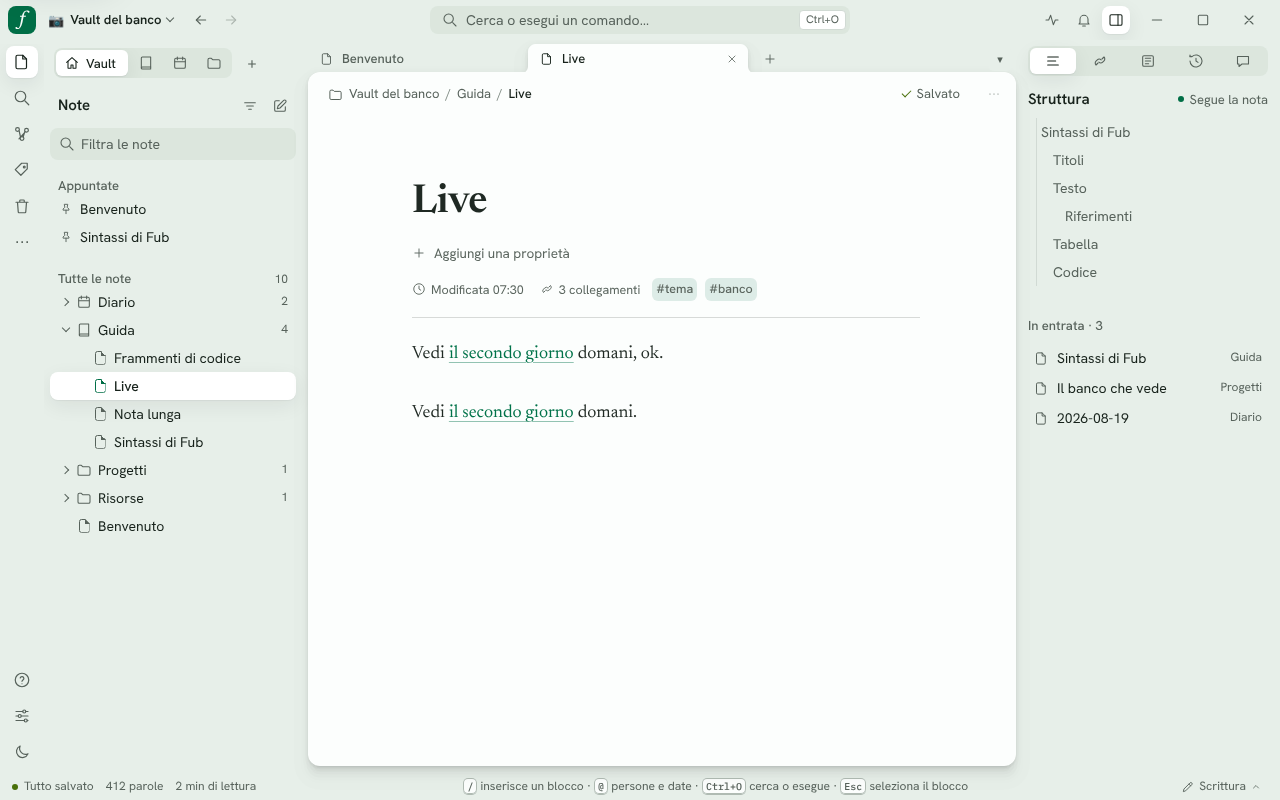 f Vault del banco
Cerca o esegui un comando... Ctrl+O
Vault
Note
Filtra le note
Appuntate
Benvenuto
Sintassi di Fub
Tutte le note 10
Diario 2
Guida 4
Frammenti di codice
Live
Nota lunga
Sintassi di Fub
Progetti 1
Risorse 1
Benvenuto
Benvenuto
Live
Vault del banco / Guida / Live
Salvato
Live
Aggiungi una proprietà
Modificata 07:30 3 collegamenti #tema #banco
Vedi il secondo giorno domani, ok.
Vedi il secondo giorno domani.
Struttura Segue la nota
Sintassi di Fub
Titoli
Testo
Riferimenti
Tabella
Codice
In entrata · 3
Sintassi di Fub Guida
Il banco che vede Progetti
2026-08-19 Diario
Tutto salvato 412 parole 2 min di lettura
/ inserisce un blocco · @ persone e date · Ctrl+O cerca o esegue · Esc seleziona il blocco
Scrittura